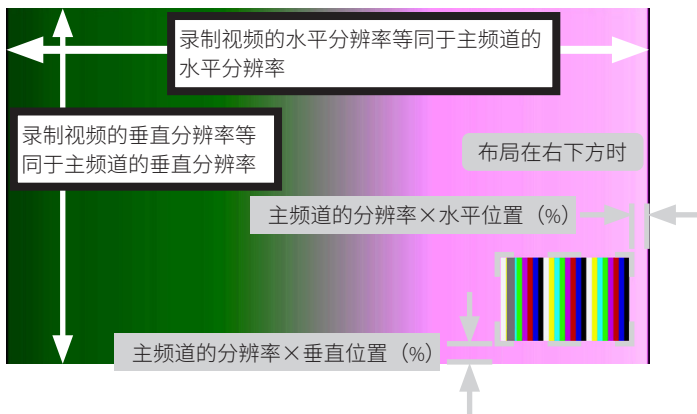 录制视频的水平分辨率等同于主频道的
水平分辨率
录制视频的垂直分辨率等
同于主频道的垂直分辨率
布局在右下方时
主频道的分辨率×水平位置（%）
主频道的分辨率×垂直位置（%）